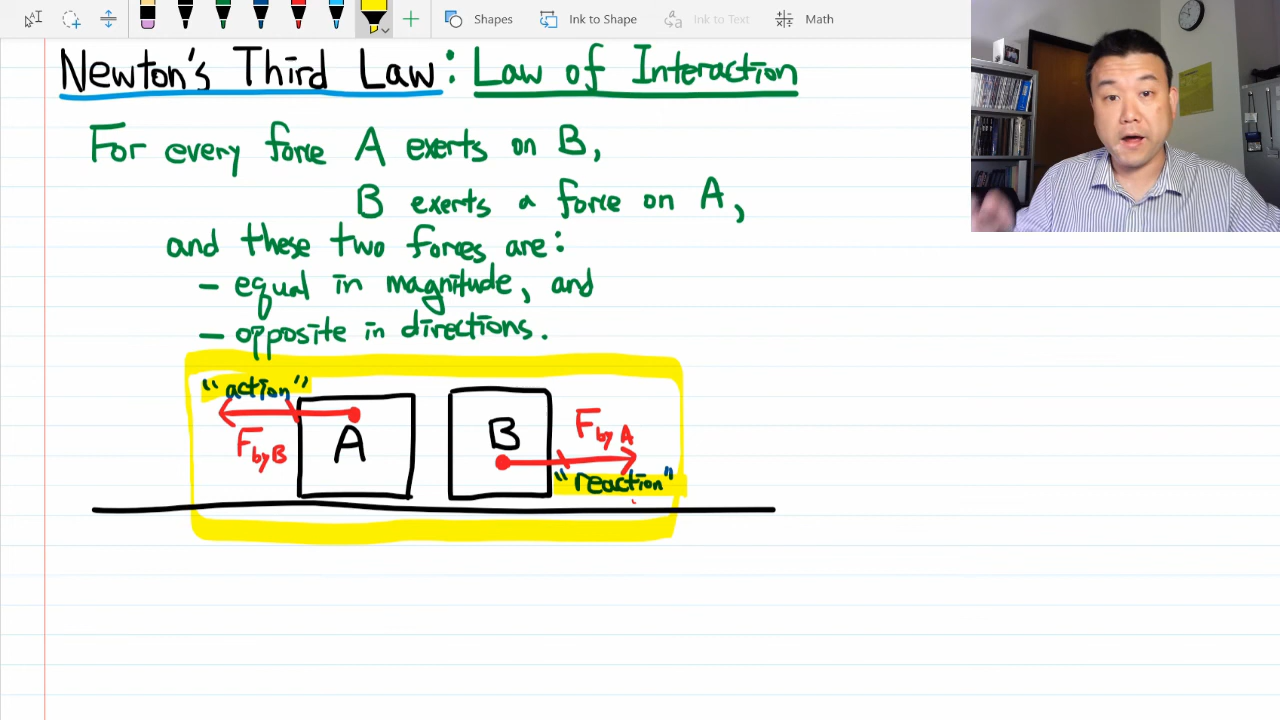 Shapes
Ink to Shape
Ink to Text
Math
Newton's Third Law: Law of Interaction
For every force A exerts on B,
B exerts a force on A,
and these two forces are:
- equal in magnitude, and
- opposite in directions.
"action"
F by B
A
B
F by A
"reaction"